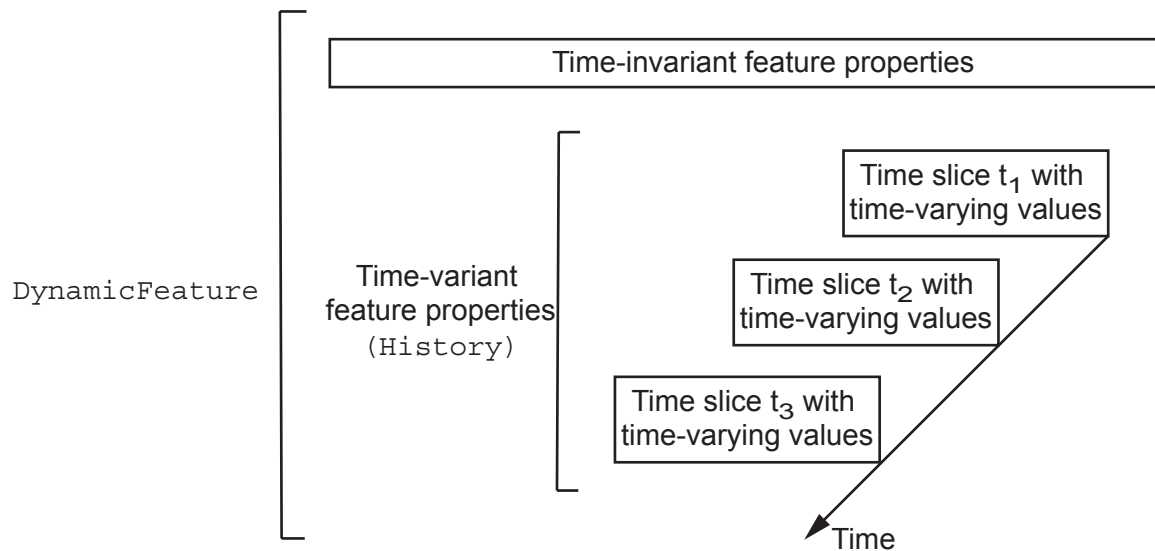 Time-invariant feature properties
Time slice t1 with
time-varying values
Time-variant
feature properties
(History)
DynamicFeature
Time slice t2 with
time-varying values
Time slice t3 with
time-varying values
Time